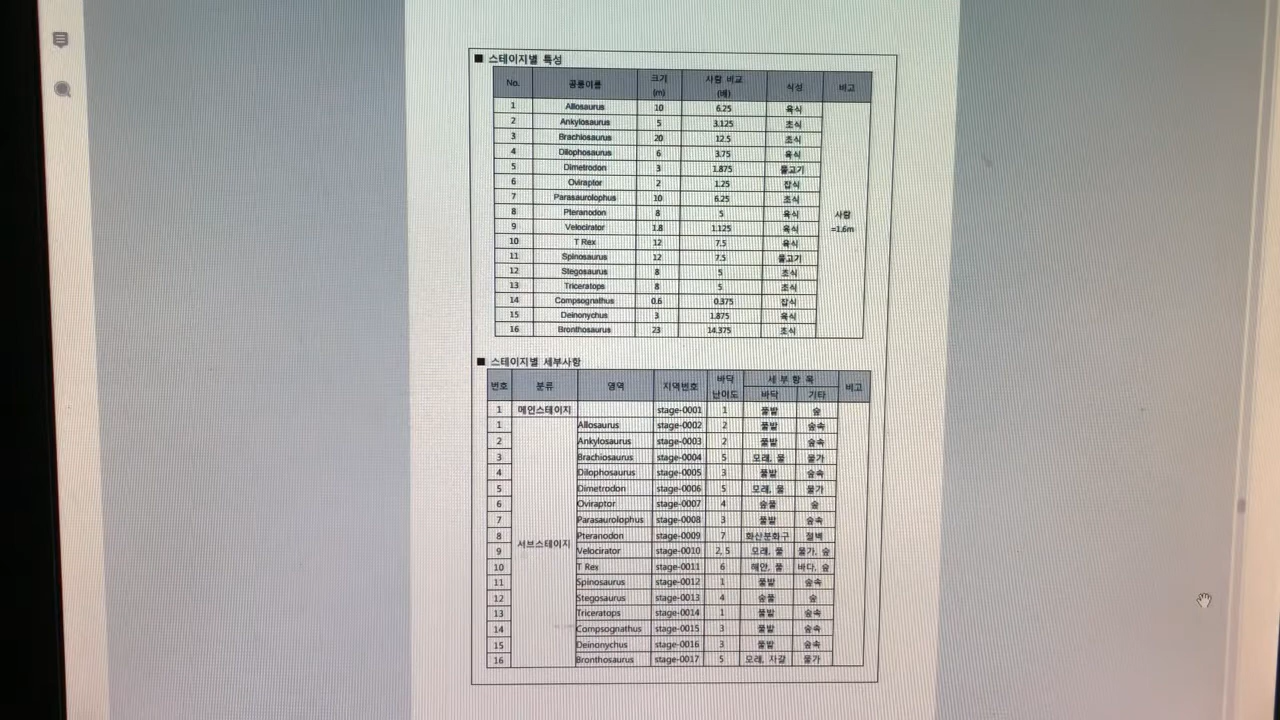 ■ 스테이지별 특성
No. 공룡이름 크기 (m) 사람 비교 (배) 식성 비고
1 Allosaurus 10 6.25 육식
2 Ankylosaurus 5 3.125 초식
3 Brachiosaurus 20 12.5 초식
4 Dilophosaurus 6 3.75 육식
5 Dimetrodon 3 1.875 물고기
6 Oviraptor 2 1.25 잡식
7 Parasaurolophus 10 6.25 초식
8 Pteranodon 8 5 육식
사람 =1.6m
9 Velocirator 1.8 1.125 육식
10 T Rex 12 7.5 육식
11 Spinosaurus 12 7.5 물고기
12 Stegosaurus 8 5 초식
13 Triceratops 8 5 초식
14 Compsognathus 0.6 0.375 잡식
15 Deinonychus 3 1.875 육식
16 Bronthosaurus 23 14.375 초식
■ 스테이지별 세부사항
번호 분류 영역 지역번호 바닥 난이도 세 부 항 목 비고
바닥 기타
1 메인스테이지 stage-0001 1 풀밭 숲
1 Allosaurus stage-0002 2 풀밭 숲속
2 Ankylosaurus stage-0003 2 풀밭 숲속
3 Brachiosaurus stage-0004 5 모래, 풀 물가
4 Dilophosaurus stage-0005 3 풀밭 숲속
5 Dimetrodon stage-0006 5 모래, 풀 물가
6 Oviraptor stage-0007 4 숲풀 숲
7 Parasaurolophus stage-0008 3 풀밭 숲속
8 Pteranodon stage-0009 7 화산분화구 절벽
서브스테이지
9 Velocirator stage-0010 2, 5 모래, 풀 물가, 숲
10 T Rex stage-0011 6 해안, 풀 바다, 숲
11 Spinosaurus stage-0012 1 풀밭 숲속
12 Stegosaurus stage-0013 4 숲풀 숲
13 Triceratops stage-0014 1 풀밭 숲속
14 Compsognathus stage-0015 3 풀밭 숲속
15 Deinonychus stage-0016 3 풀밭 숲속
16 Bronthosaurus stage-0017 5 모래, 자갈 물가